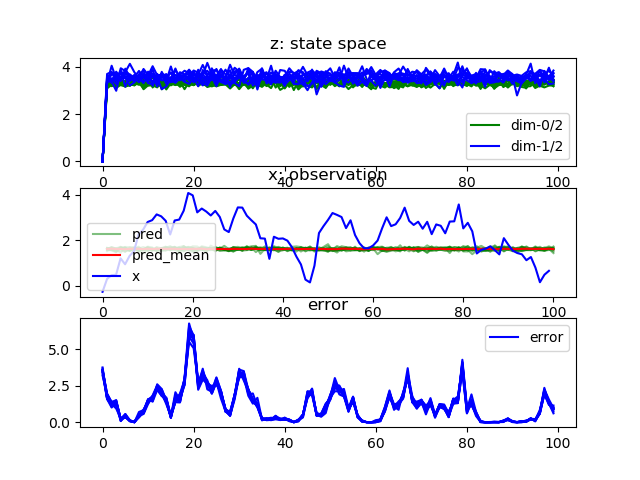 z: state space
4
2
0
dim-0/2
dim-1/2
0 20 40 60 80 100
x: observation
4
2
0
pred
pred_mean
x
0 20 40 60 80 100
error
5.0
2.5
0.0
error
0 20 40 60 80 100